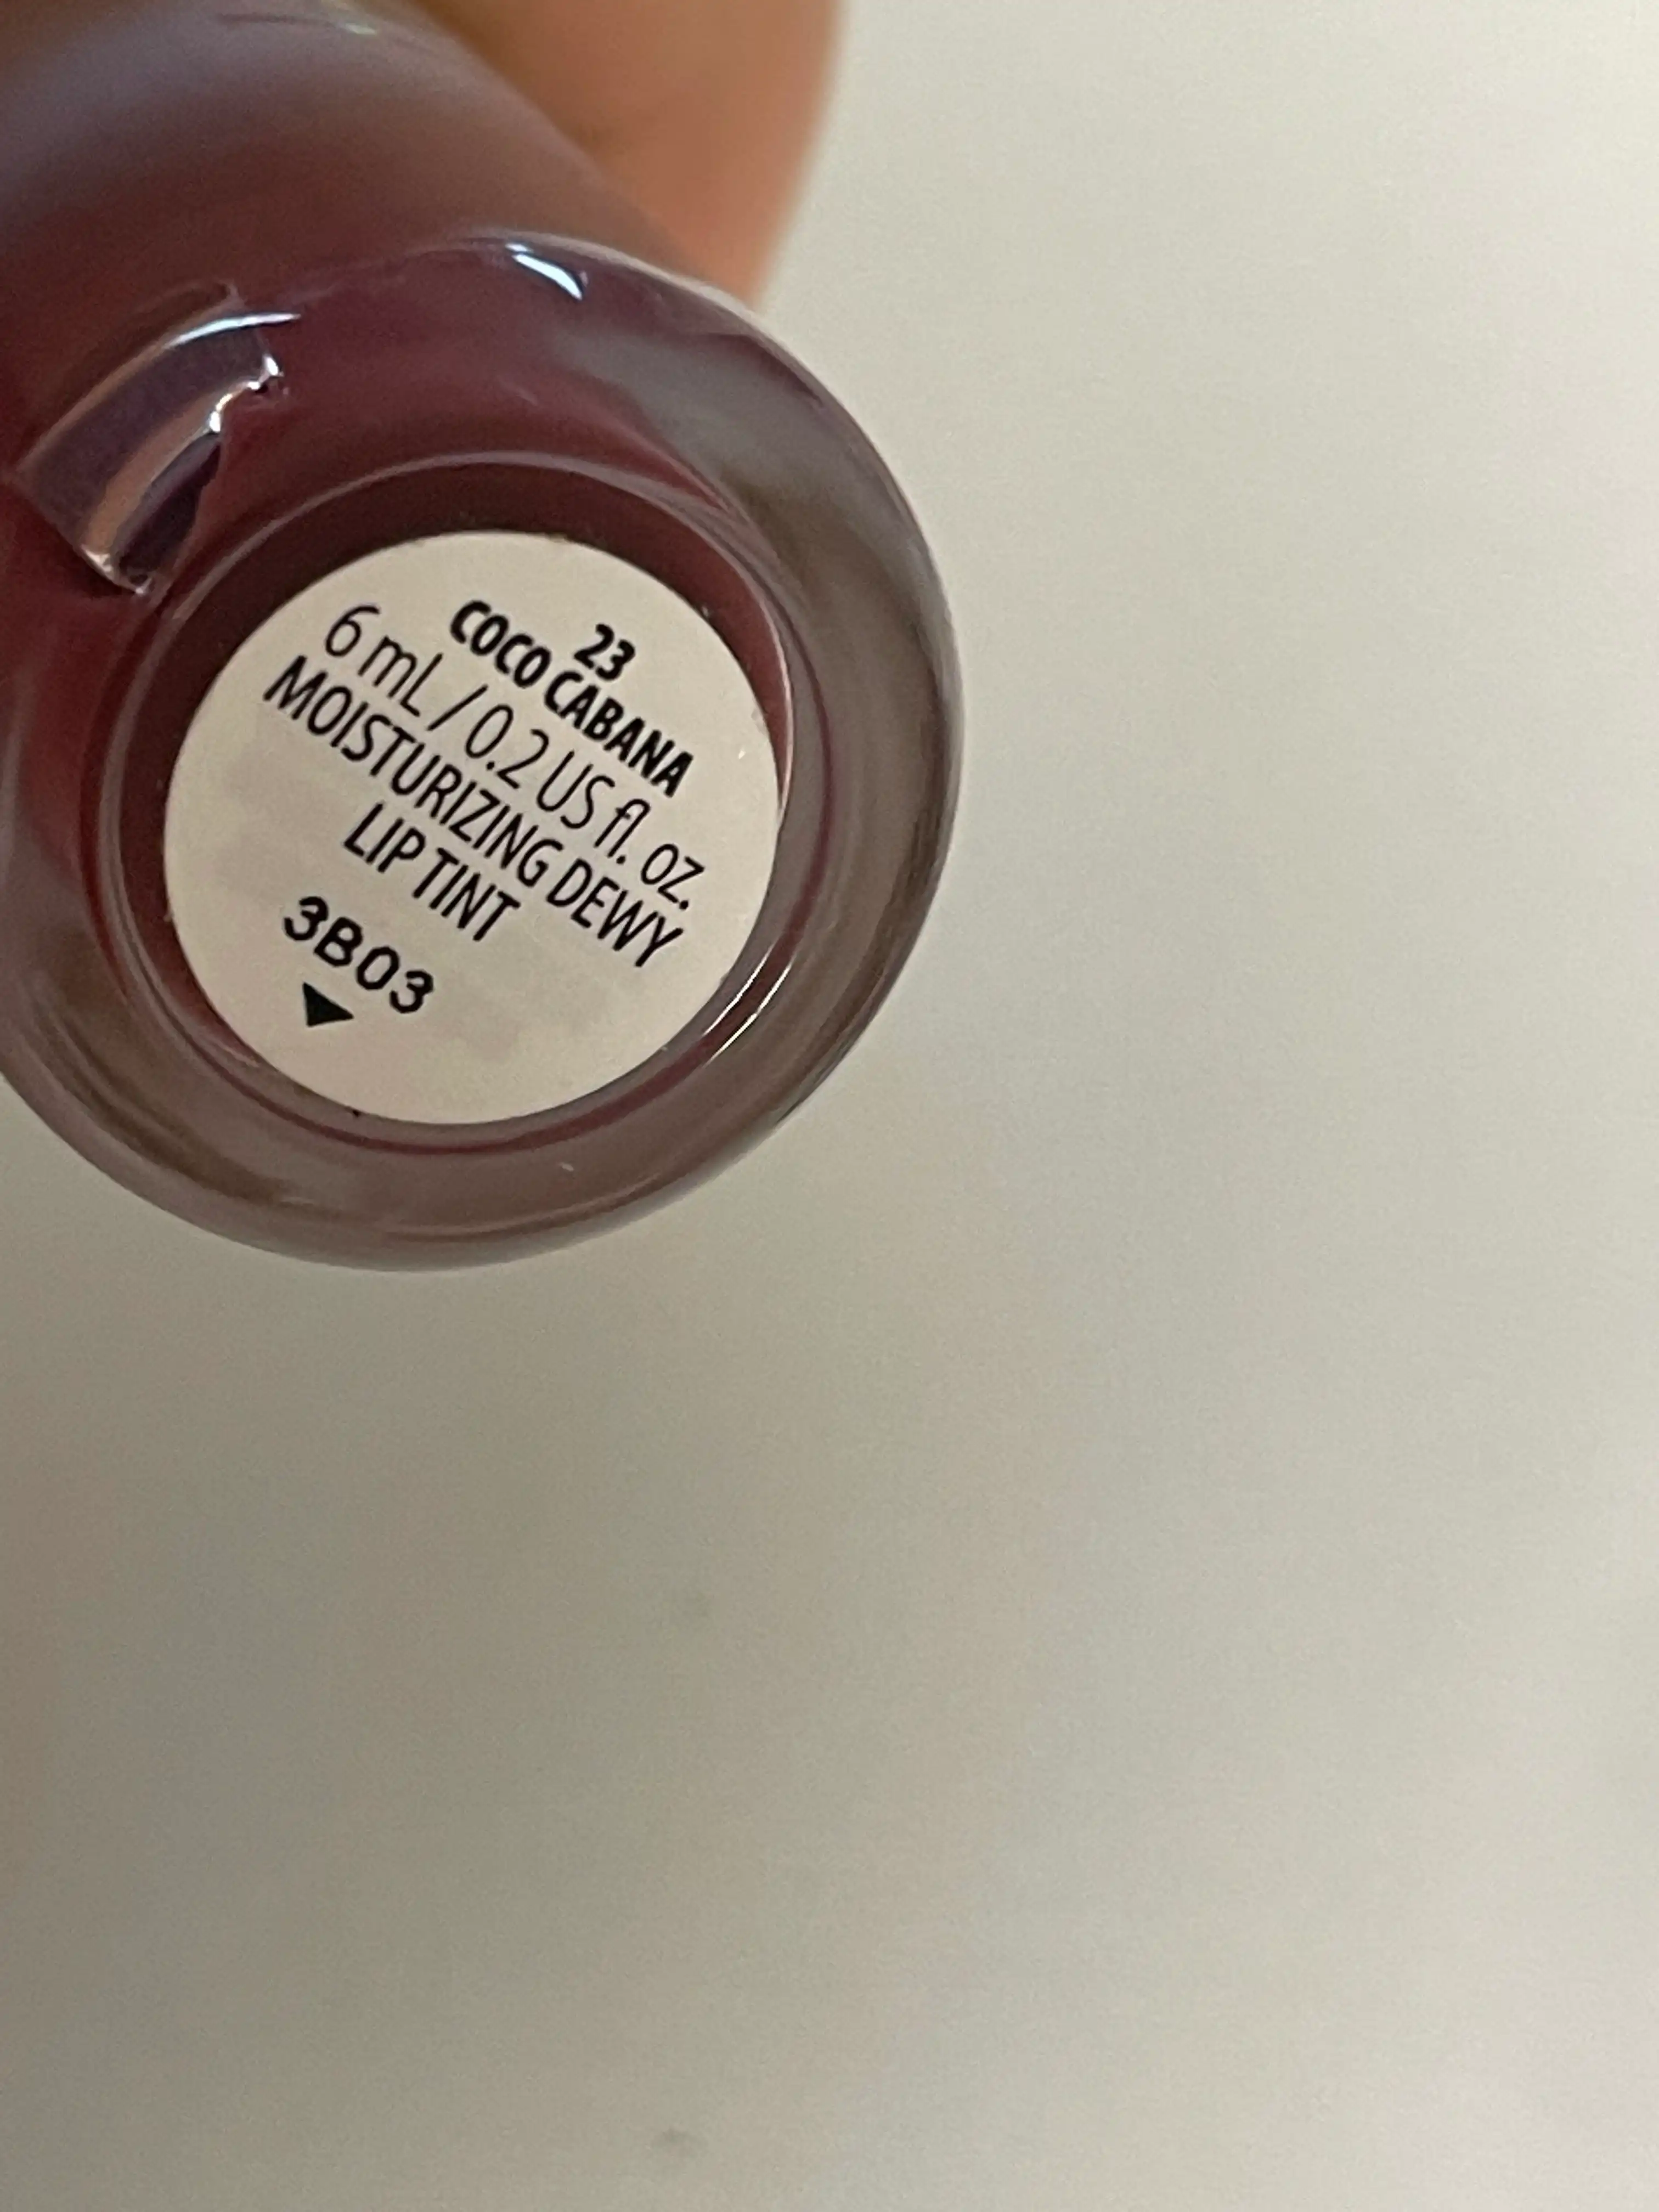 23
COCO CABANA
6 mL / 0.2 US fl. oz.
MOISTURIZING DEWY
LIP TINT
3B03